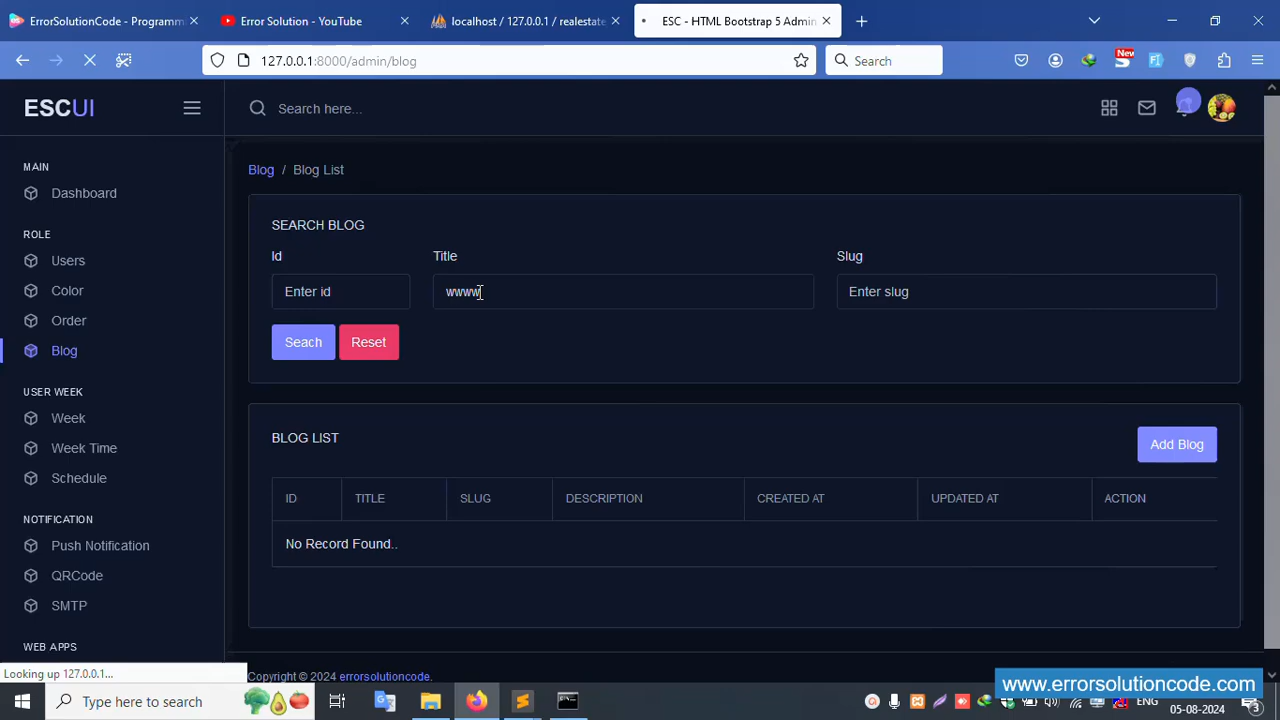 ErrorSolutionCode - Programmi
Error Solution - YouTube
localhost / 127.0.0.1 / realestate
ESC - HTML Bootstrap 5 Admin
127.0.0.1:8000/admin/blog
Search
New
ESCUI
Search here...
MAIN
Dashboard
ROLE
Users
Color
Order
Blog
USER WEEK
Week
Week Time
Schedule
NOTIFICATION
Push Notification
QRCode
SMTP
WEB APPS
Blog / Blog List
SEARCH BLOG
Id
Title
Slug
Enter id
wwww
Enter slug
Seach
Reset
BLOG LIST
Add Blog
ID
TITLE
SLUG
DESCRIPTION
CREATED AT
UPDATED AT
ACTION
No Record Found..
Copyright © 2024 errorsolutioncode.
Looking up 127.0.0.1...
www.errorsolutioncode.com
Type here to search
05-08-2024
3